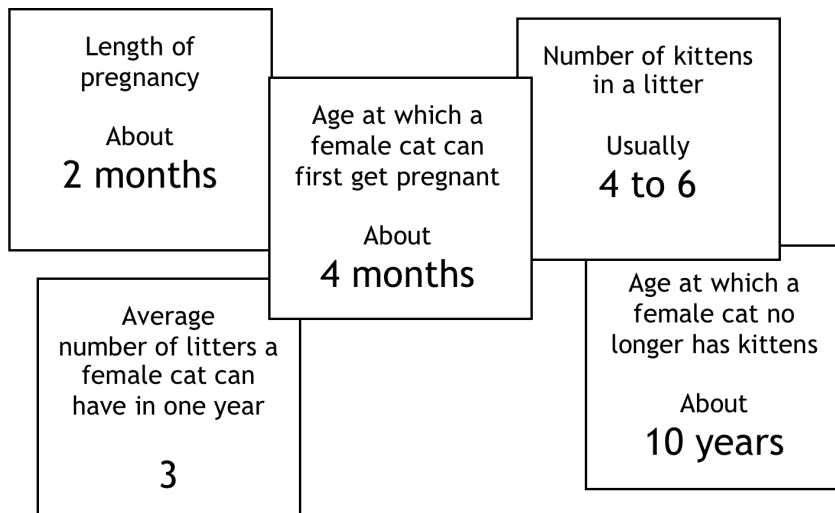 Length of
pregnancy
About
2 months
Age at which a
female cat can
first get pregnant
About
4 months
Number of kittens
in a litter
Usually
4 to 6
Average
number of litters a
female cat can
have in one year
3
Age at which a
female cat no
longer has kittens
About
10 years